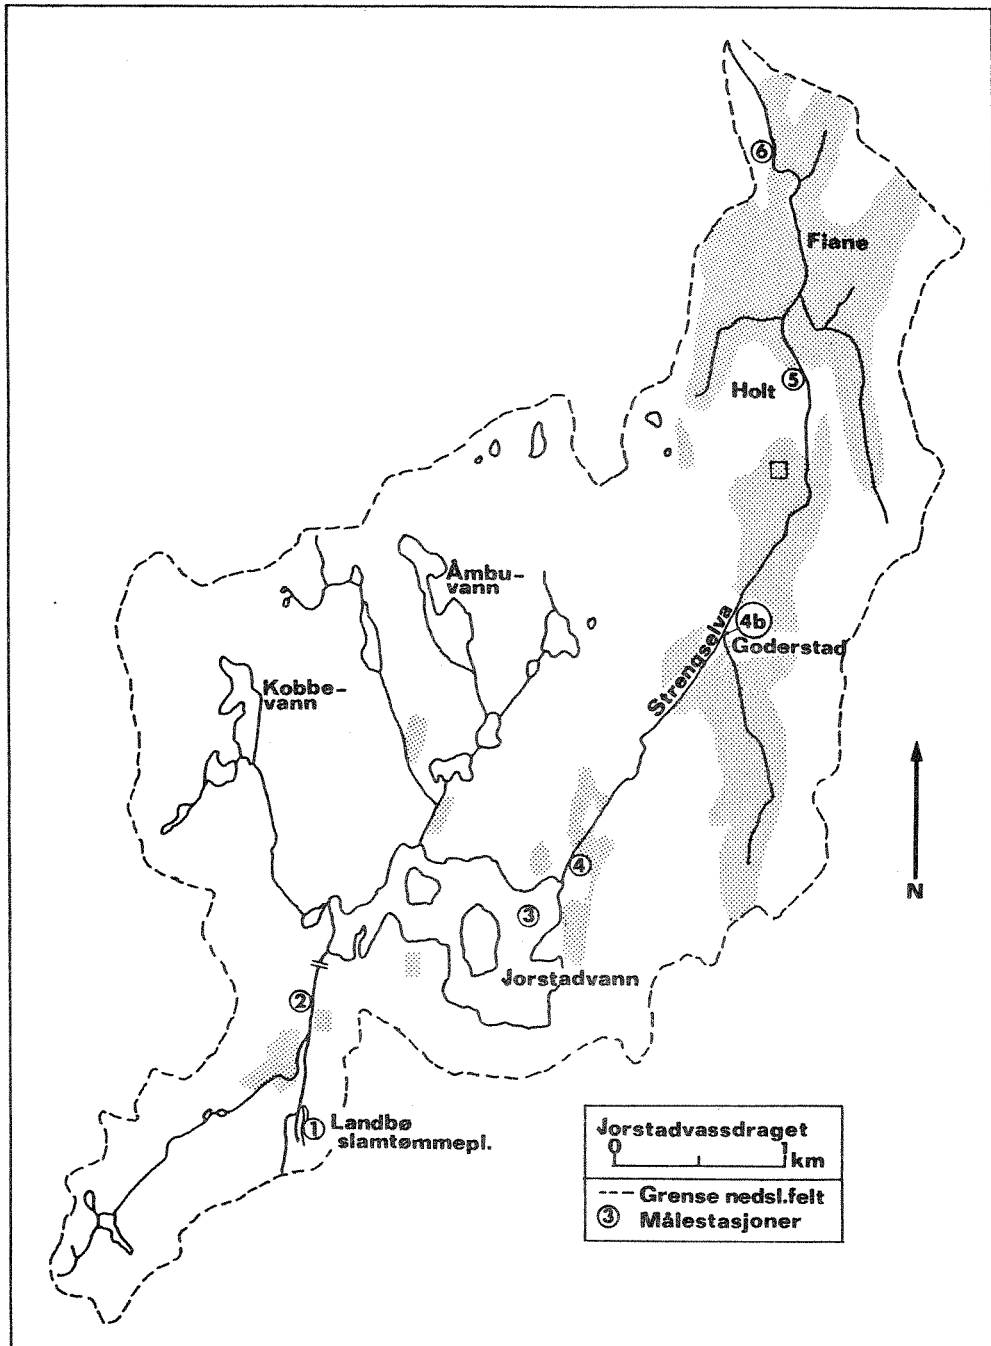 6
Fiane
5
Holt
Åmbu-
vann
4b
Goderstad
Strengselva
Kobbe-
vann
4
3
N
Jorstadvann
2
1
Landbø
slamtømmepl.
Jorstadvassdraget
0 1
km
Grense nedsl.felt
3 Målestasjoner